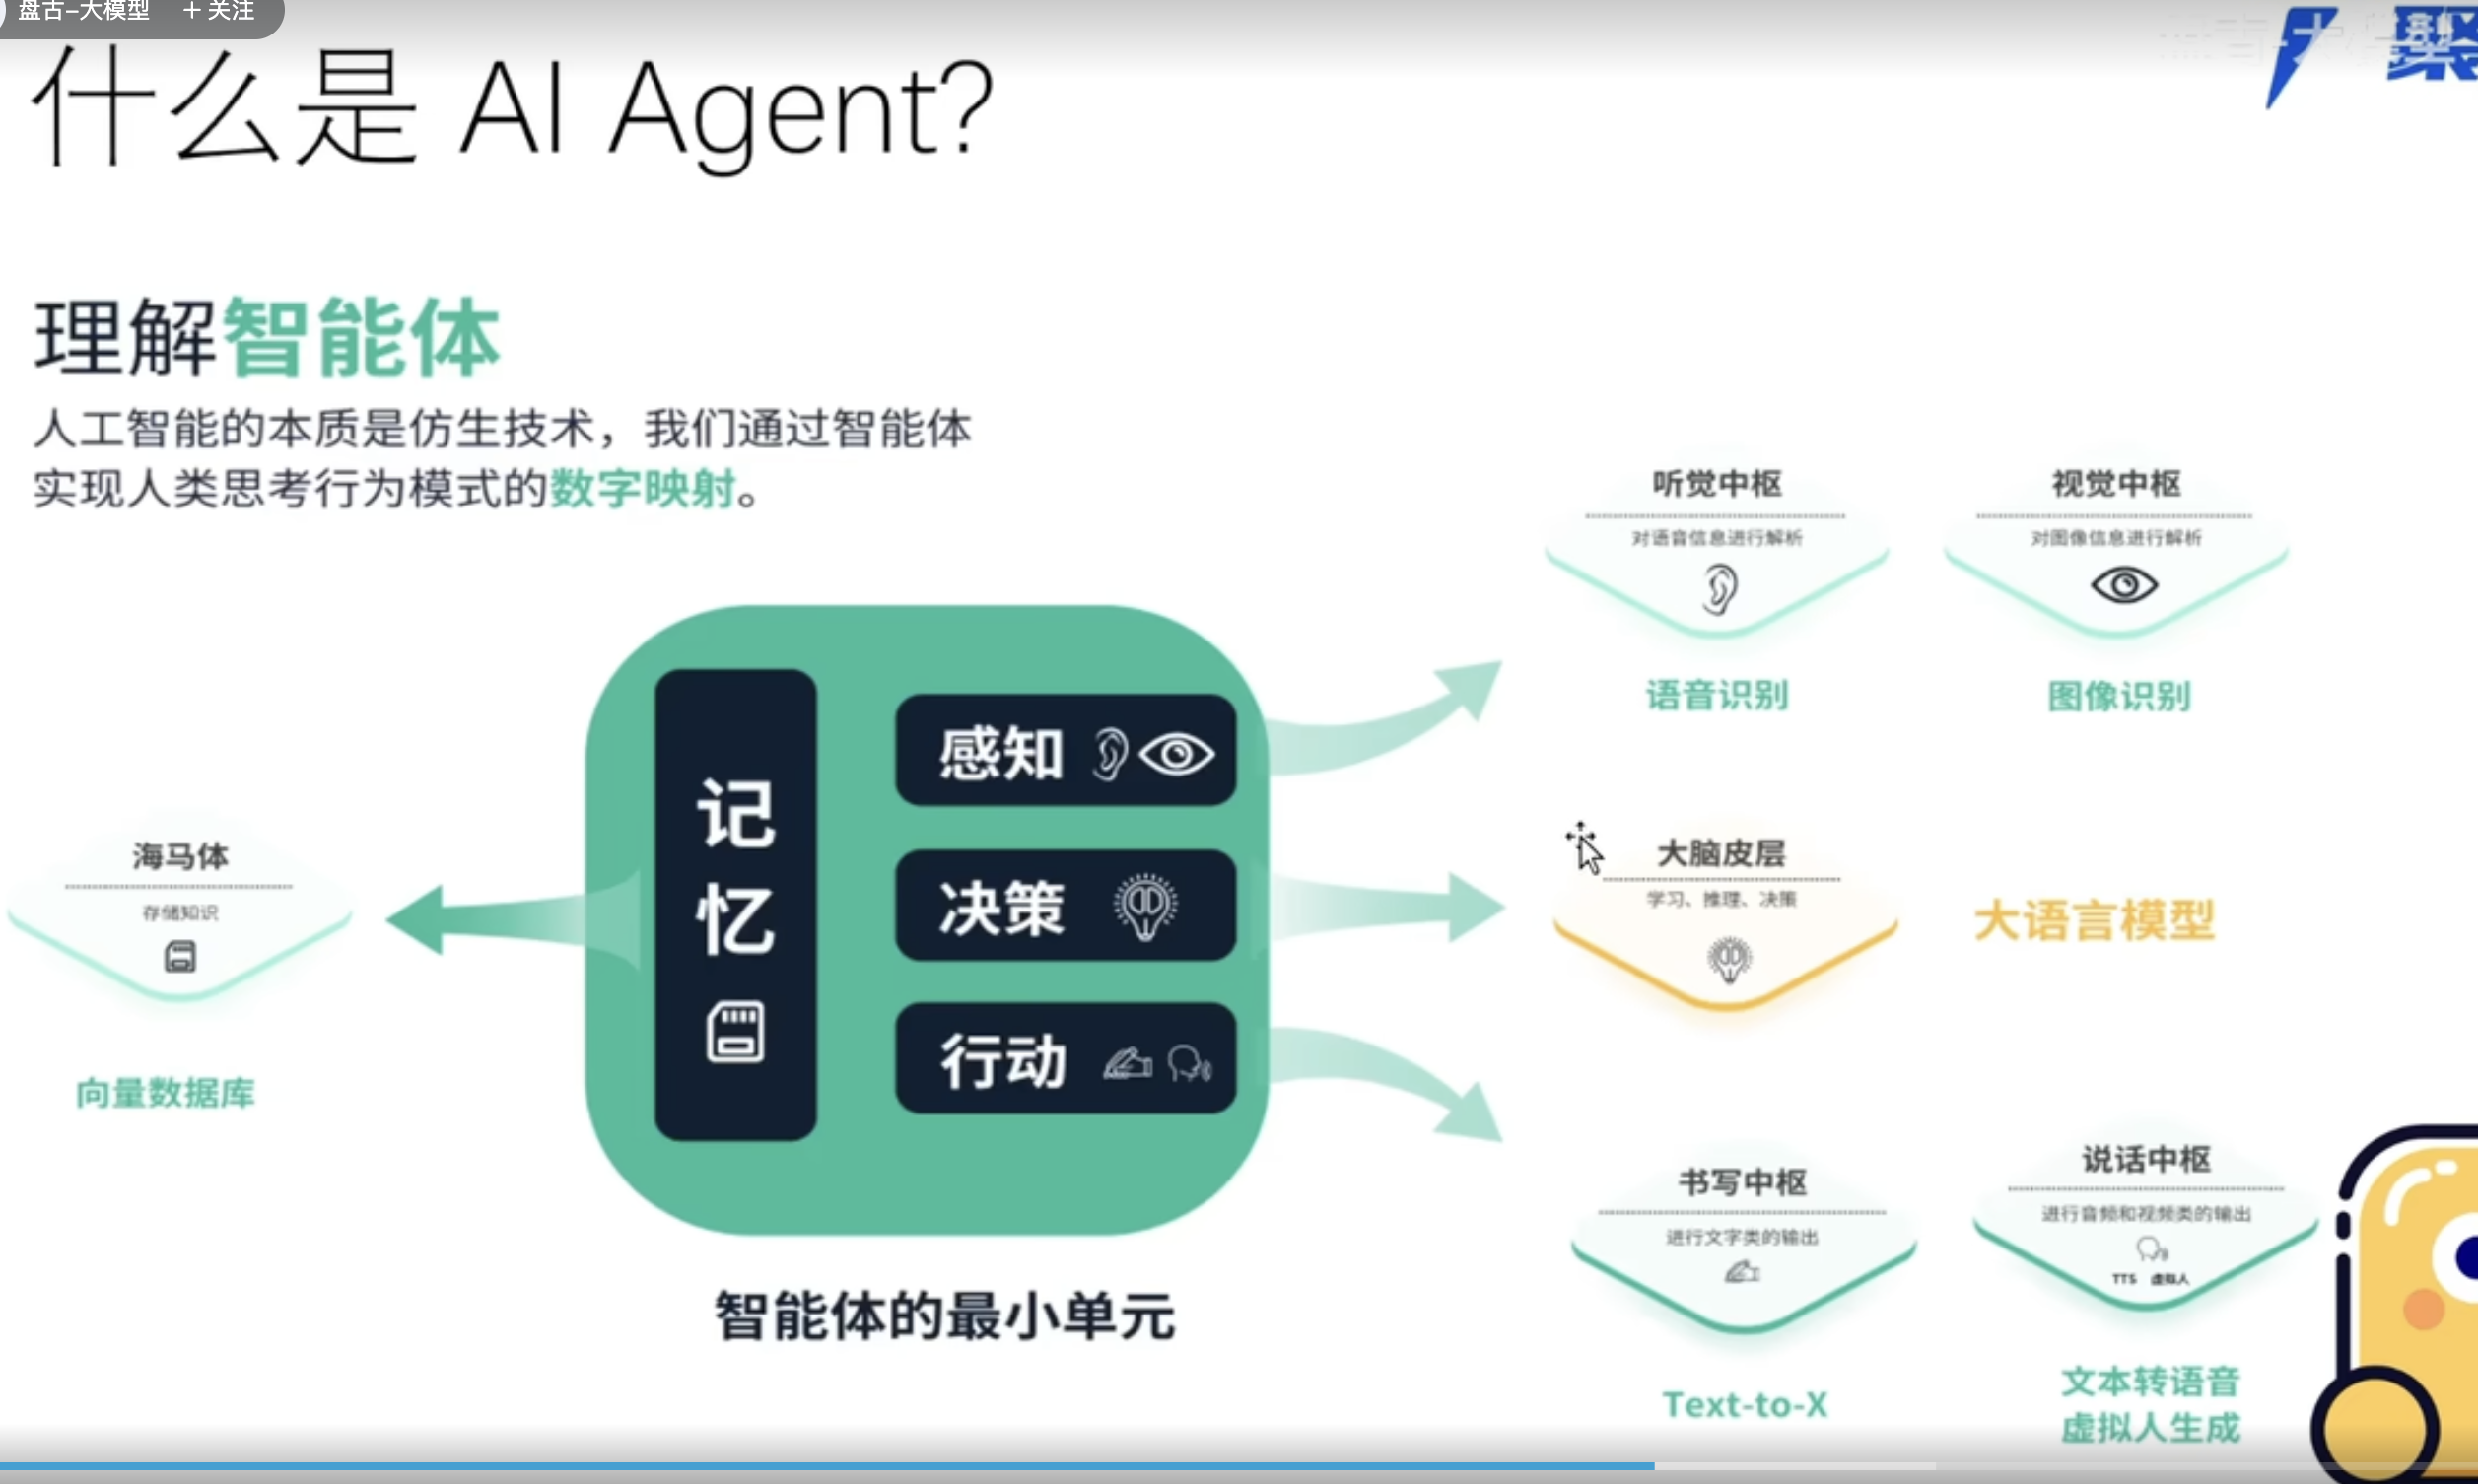 盘古-大模型 + 关注
什么是 AI Agent?
理解智能体
人工智能的本质是仿生技术，我们通过智能体
实现人类思考行为模式的数字映射。
听觉中枢
对语音信息进行解析
语音识别
视觉中枢
对图像信息进行解析
图像识别
海马体
存储知识
向量数据库
记
忆
感知
决策
行动
智能体的最小单元
大脑皮层
学习、推理、决策
大语言模型
书写中枢
进行文字类的输出
Text-to-X
说话中枢
进行音频和视频类的输出
TTS 虚拟人
文本转语音
虚拟人生成